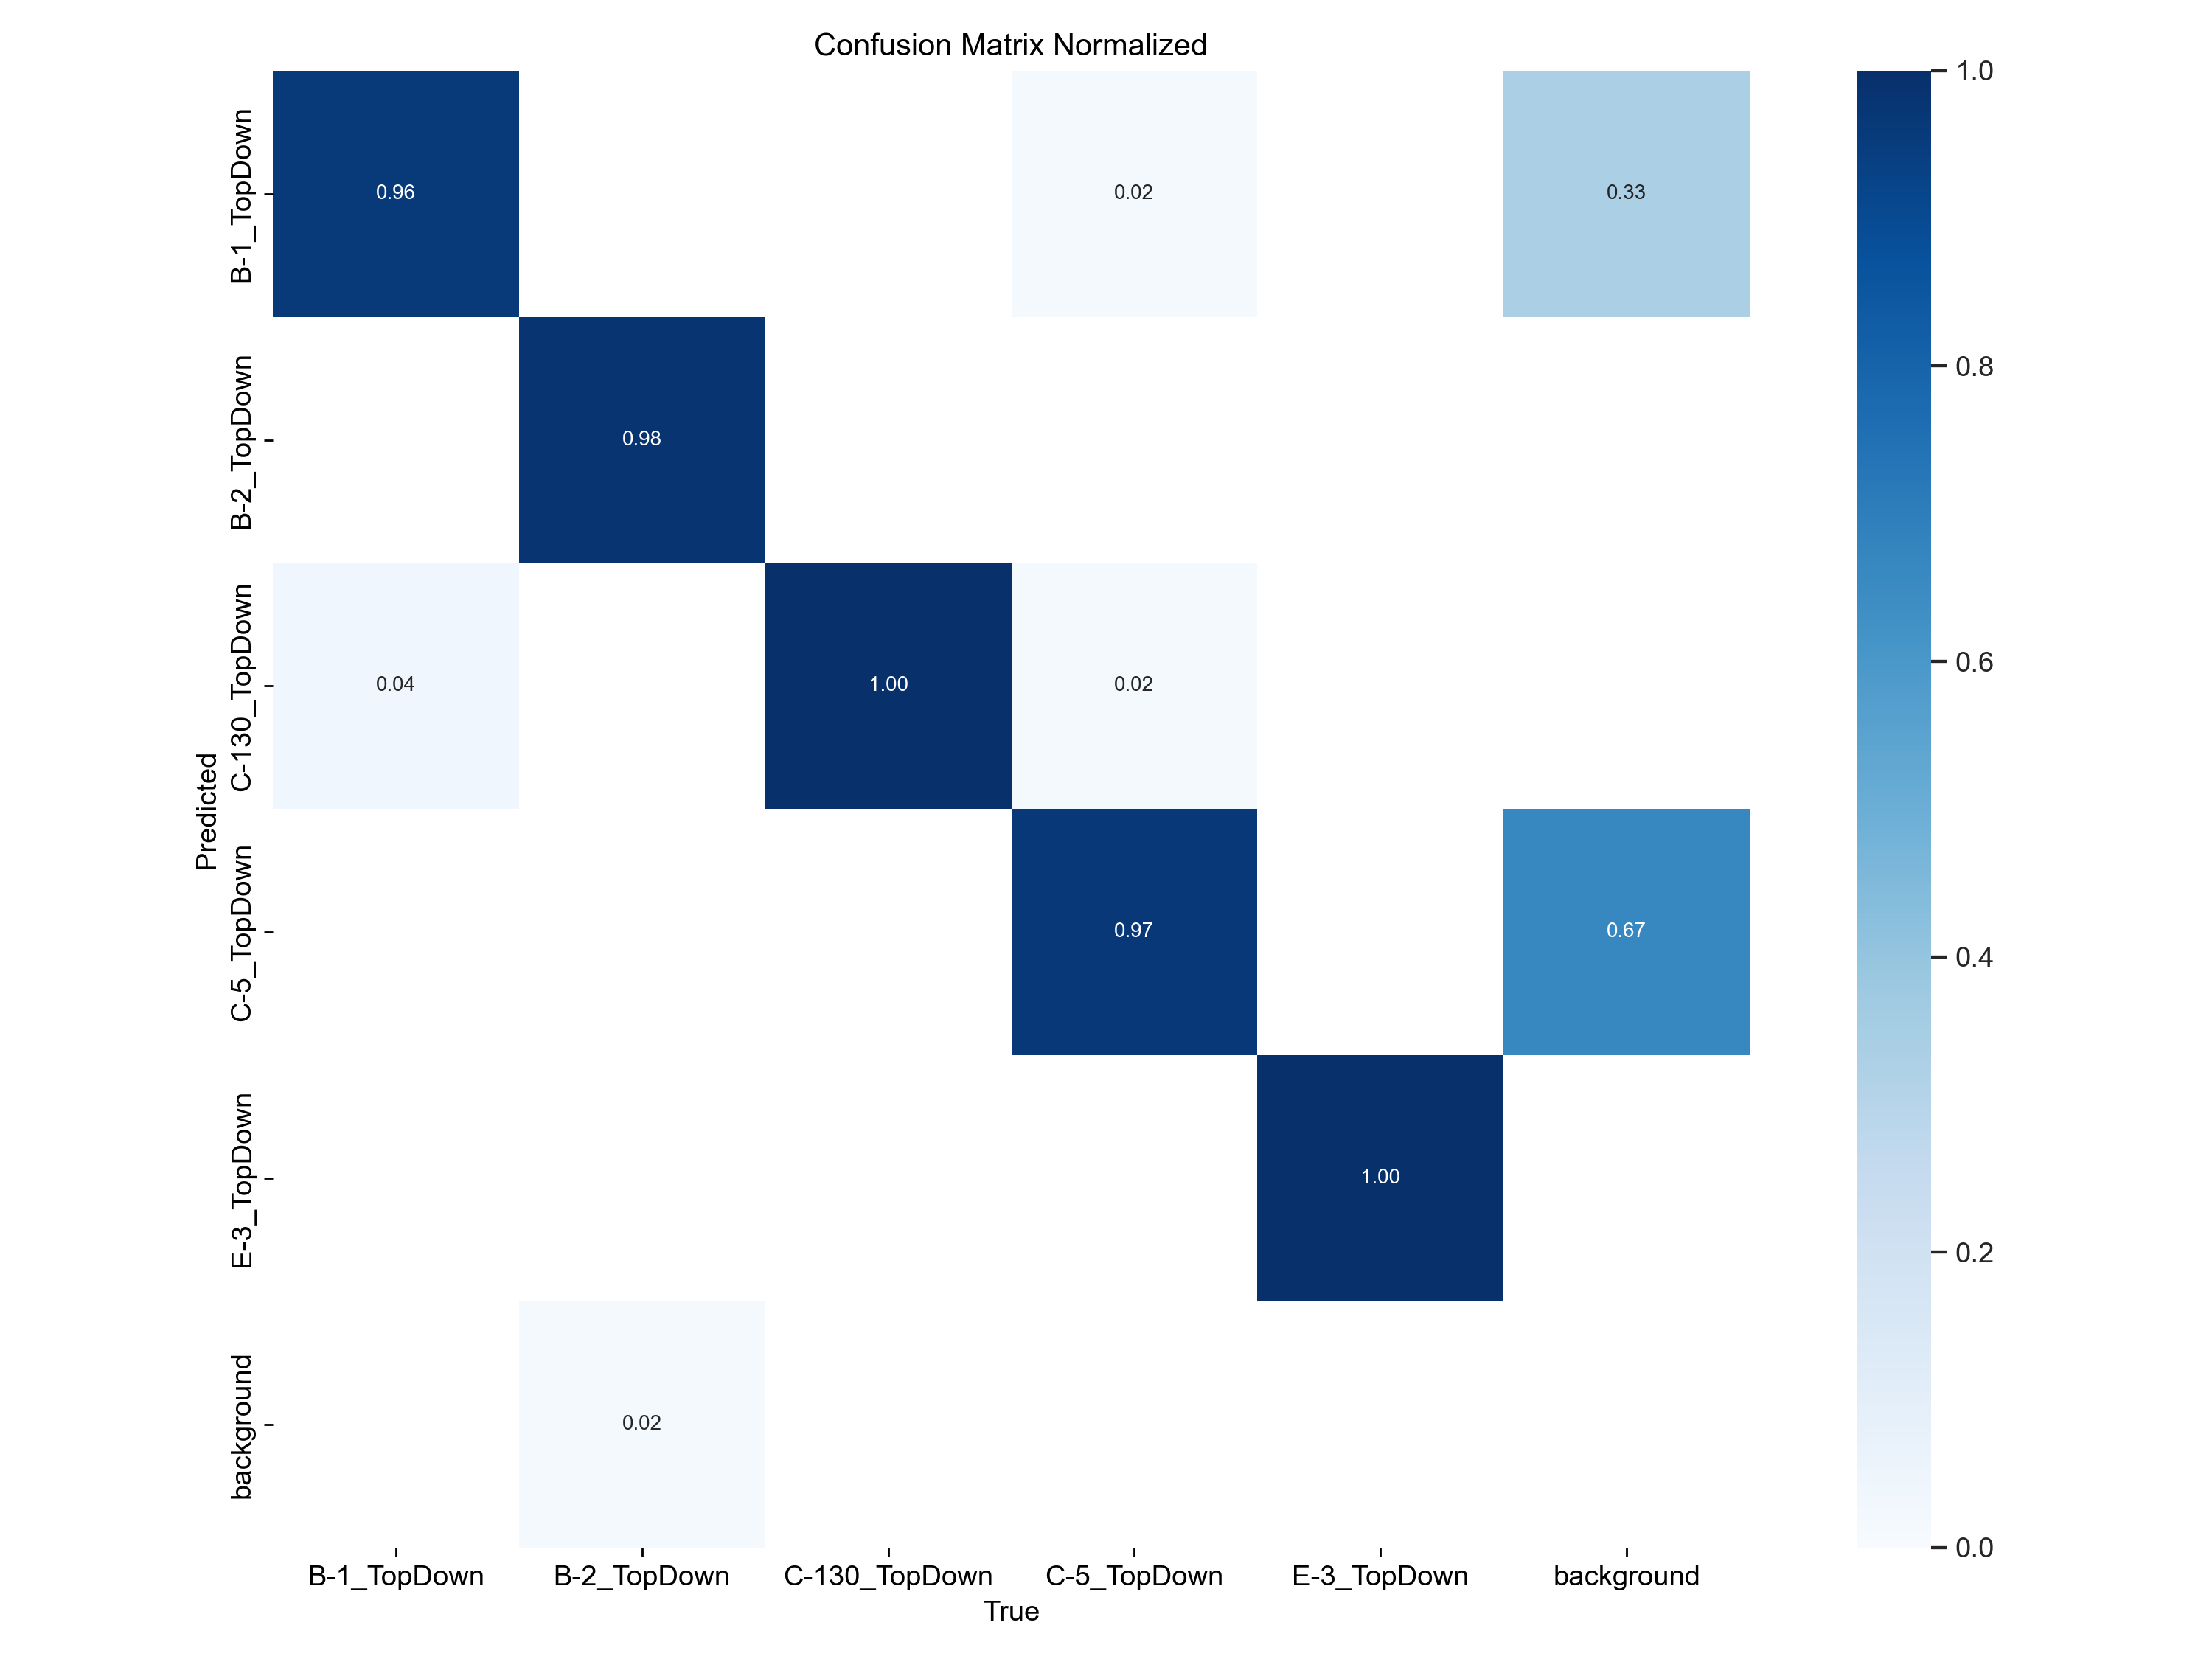 Confusion Matrix Normalized
B-1_TopDown
0.96
0.02
0.33
B-2_TopDown
0.98
C-130_TopDown
0.04
1.00
0.02
C-5_TopDown
0.97
0.67
E-3_TopDown
1.00
background
0.02
Predicted
B-1_TopDown
B-2_TopDown
C-130_TopDown
C-5_TopDown
E-3_TopDown
background
True
1.0
0.8
0.6
0.4
0.2
0.0